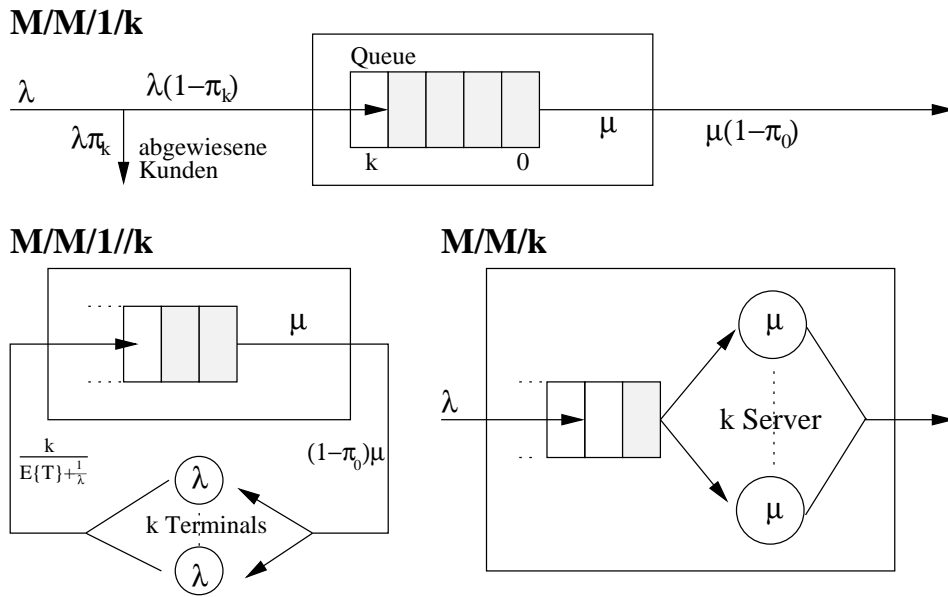 M/M/1/k
Queue
λ
λ(1−π_k)
λπ_k
abgewiesene
Kunden
k
0
μ
μ(1−π_0)
M/M/1//k
μ
k
E{T}+1/λ
(1−π_0)μ
λ
k Terminals
λ
M/M/k
λ
μ
k Server
μ